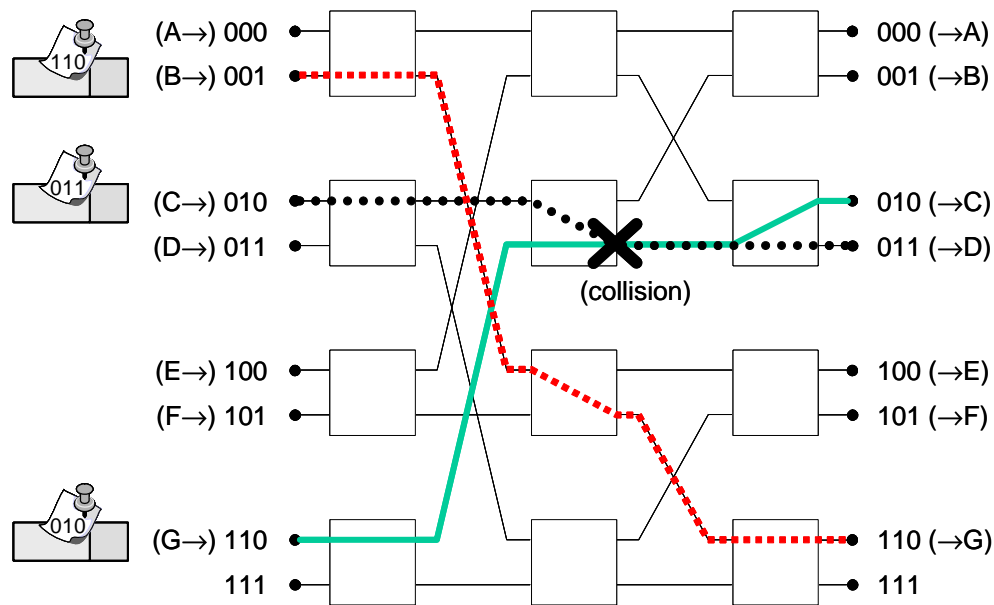 110
(A→) 000
000 (→A)
(B→) 001
001 (→B)
011
(C→) 010
010 (→C)
(D→) 011
011 (→D)
(collision)
(E→) 100
100 (→E)
(F→) 101
101 (→F)
010
(G→) 110
110 (→G)
111
111